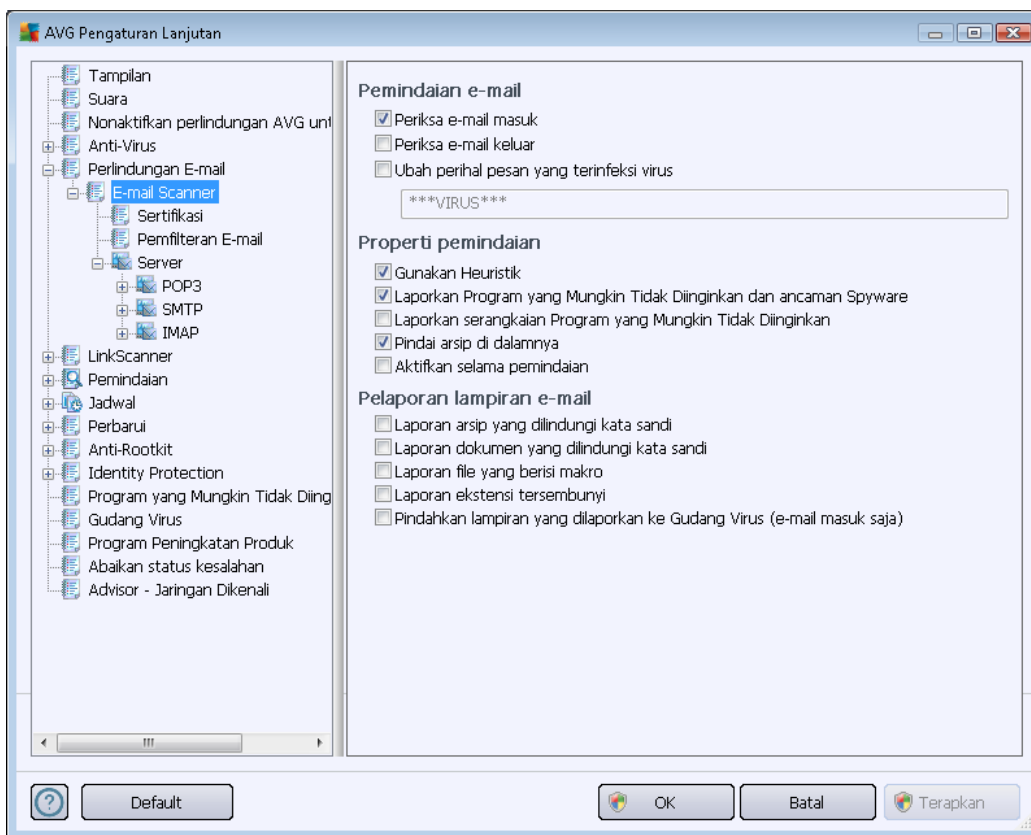 AVG Pengaturan Lanjutan
Tampilan
Suara
Nonaktifkan perlindungan AVG unt
Anti-Virus
Perlindungan E-mail
E-mail Scanner
Sertifikasi
Pemfilteran E-mail
Server
POP3
SMTP
IMAP
LinkScanner
Pemindaian
Jadwal
Perbarui
Anti-Rootkit
Identity Protection
Program yang Mungkin Tidak Diing
Gudang Virus
Program Peningkatan Produk
Abaikan status kesalahan
Advisor - Jaringan Dikenali
Pemindaian e-mail
Periksa e-mail masuk
Periksa e-mail keluar
Ubah perihal pesan yang terinfeksi virus
***VIRUS***
Properti pemindaian
Gunakan Heuristik
Laporkan Program yang Mungkin Tidak Diinginkan dan ancaman Spyware
Laporkan serangkaian Program yang Mungkin Tidak Diinginkan
Pindai arsip di dalamnya
Aktifkan selama pemindaian
Pelaporan lampiran e-mail
Laporan arsip yang dilindungi kata sandi
Laporan dokumen yang dilindungi kata sandi
Laporan file yang berisi makro
Laporan ekstensi tersembunyi
Pindahkan lampiran yang dilaporkan ke Gudang Virus (e-mail masuk saja)
Default
OK
Batal
Terapkan